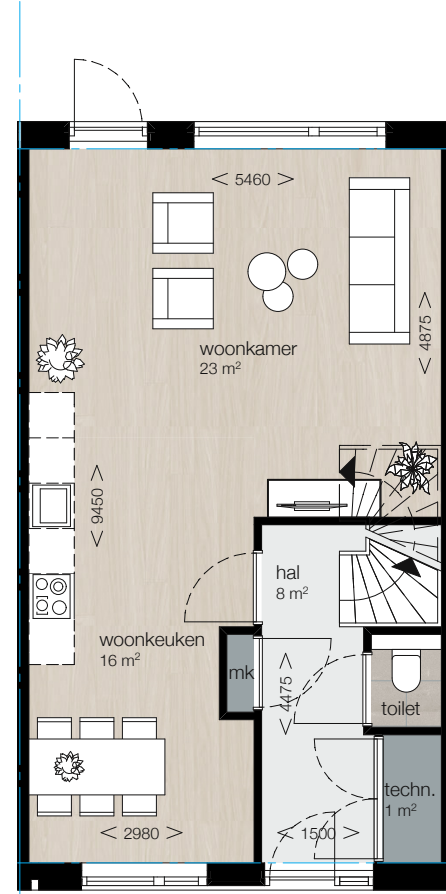 < 5460 >
< 4875 >
woonkamer
23 m²
< 9450 >
hal
8 m²
woonkeuken
16 m²
mk
< 4475 >
toilet
techn.
1 m²
< 2980 >
< 1500 >